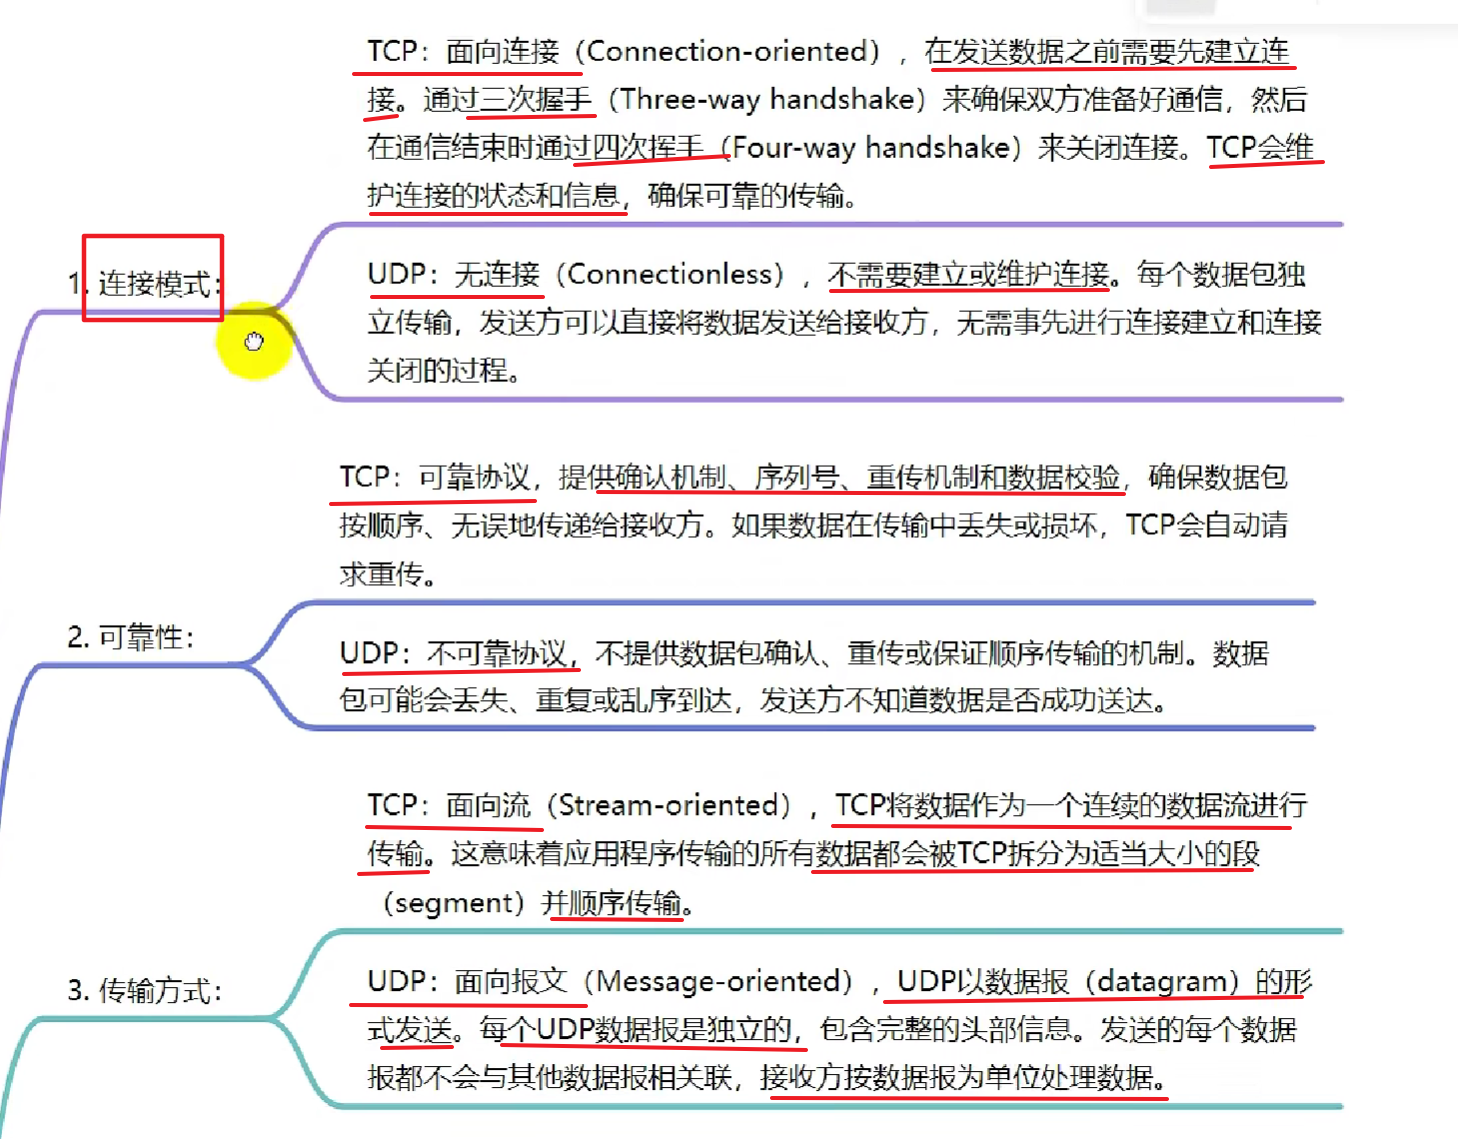 TCP：面向连接（Connection-oriented），在发送数据之前需要先建立连
接。通过三次握手（Three-way handshake）来确保双方准备好通信，然后
在通信结束时通过四次挥手（Four-way handshake）来关闭连接。TCP会维
护连接的状态和信息，确保可靠的传输。
1. 连接模式：
UDP：无连接（Connectionless），不需要建立或维护连接。每个数据包独
立传输，发送方可以直接将数据发送给接收方，无需事先进行连接建立和连接
关闭的过程。
TCP：可靠协议，提供确认机制、序列号、重传机制和数据校验，确保数据包
按顺序、无误地传递给接收方。如果数据在传输中丢失或损坏，TCP会自动请
求重传。
2. 可靠性：
UDP：不可靠协议，不提供数据包确认、重传或保证顺序传输的机制。数据
包可能会丢失、重复或乱序到达，发送方不知道数据是否成功送达。
TCP：面向流（Stream-oriented），TCP将数据作为一个连续的数据流进行
传输。这意味着应用程序传输的所有数据都会被TCP拆分为适当大小的段
（segment）并顺序传输。
3. 传输方式：
UDP：面向报文（Message-oriented），UDP以数据报（datagram）的形
式发送。每个UDP数据报是独立的，包含完整的头部信息。发送的每个数据
报都不会与其他数据报相关联，接收方按数据报为单位处理数据。